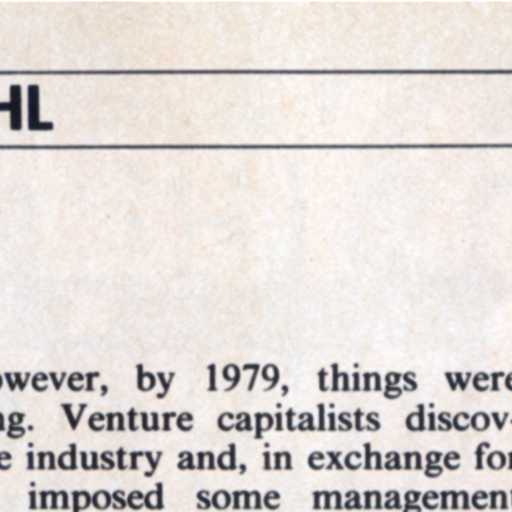 HL
owever, by 1979, things were
ng. Venture capitalists discov-
e industry and, in exchange for
imposed some management